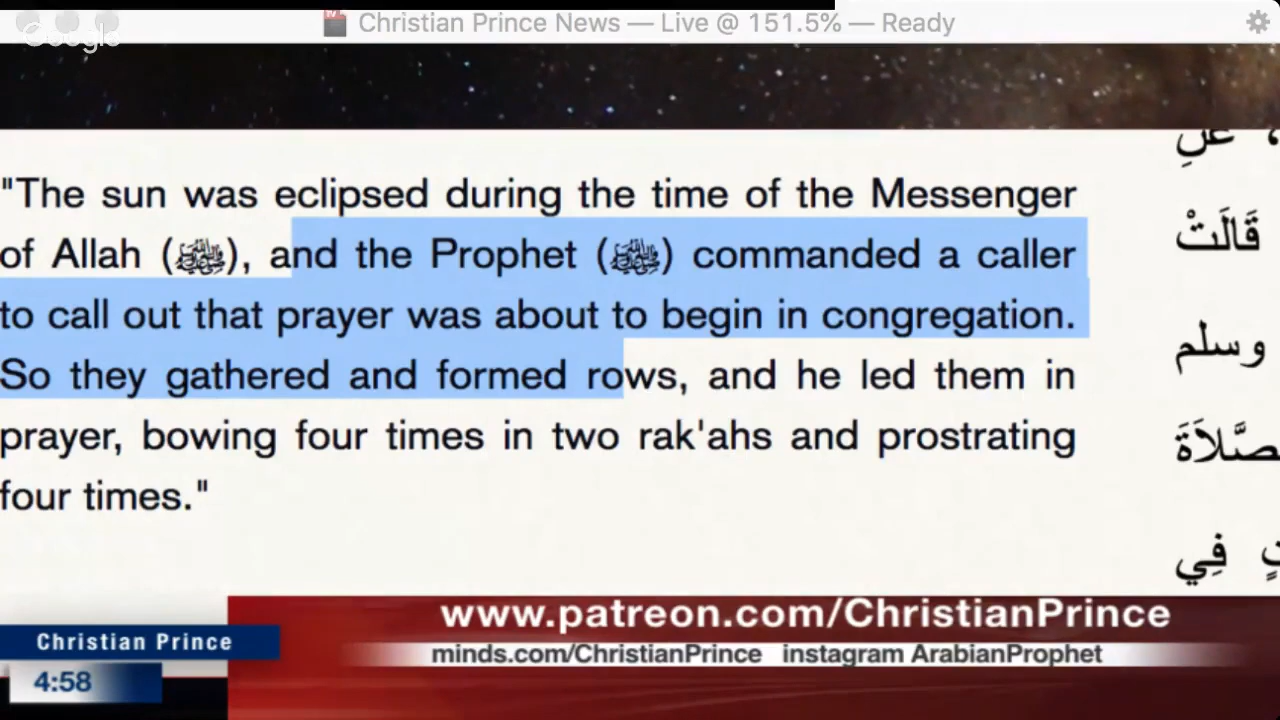 Christian Prince News — Live @ 151.5% — Ready
Google
"The sun was eclipsed during the time of the Messenger
of Allah (ﷺ), and the Prophet (ﷺ) commanded a caller
to call out that prayer was about to begin in congregation.
So they gathered and formed rows, and he led them in
prayer, bowing four times in two rak'ahs and prostrating
four times."
قَالَتْ
وسلم
فِي
www.patreon.com/ChristianPrince
Christian Prince
minds.com/ChristianPrince instagram ArabianProphet
4:58